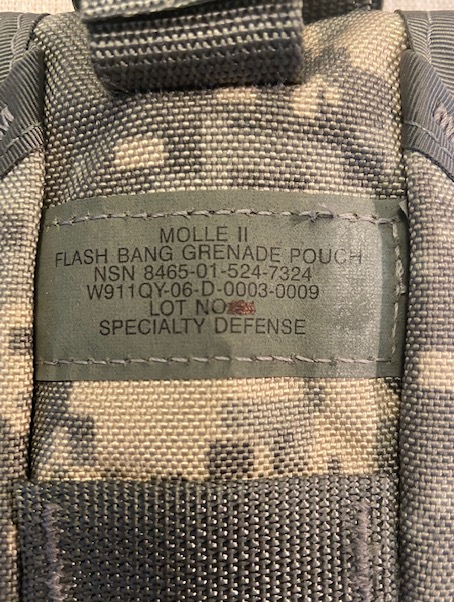 MOLLE II
FLASH BANG GRENADE POUCH
NSN 8465-01-524-7324
W911QY-06-D-0003-0009
LOT NO
SPECIALTY DEFENSE